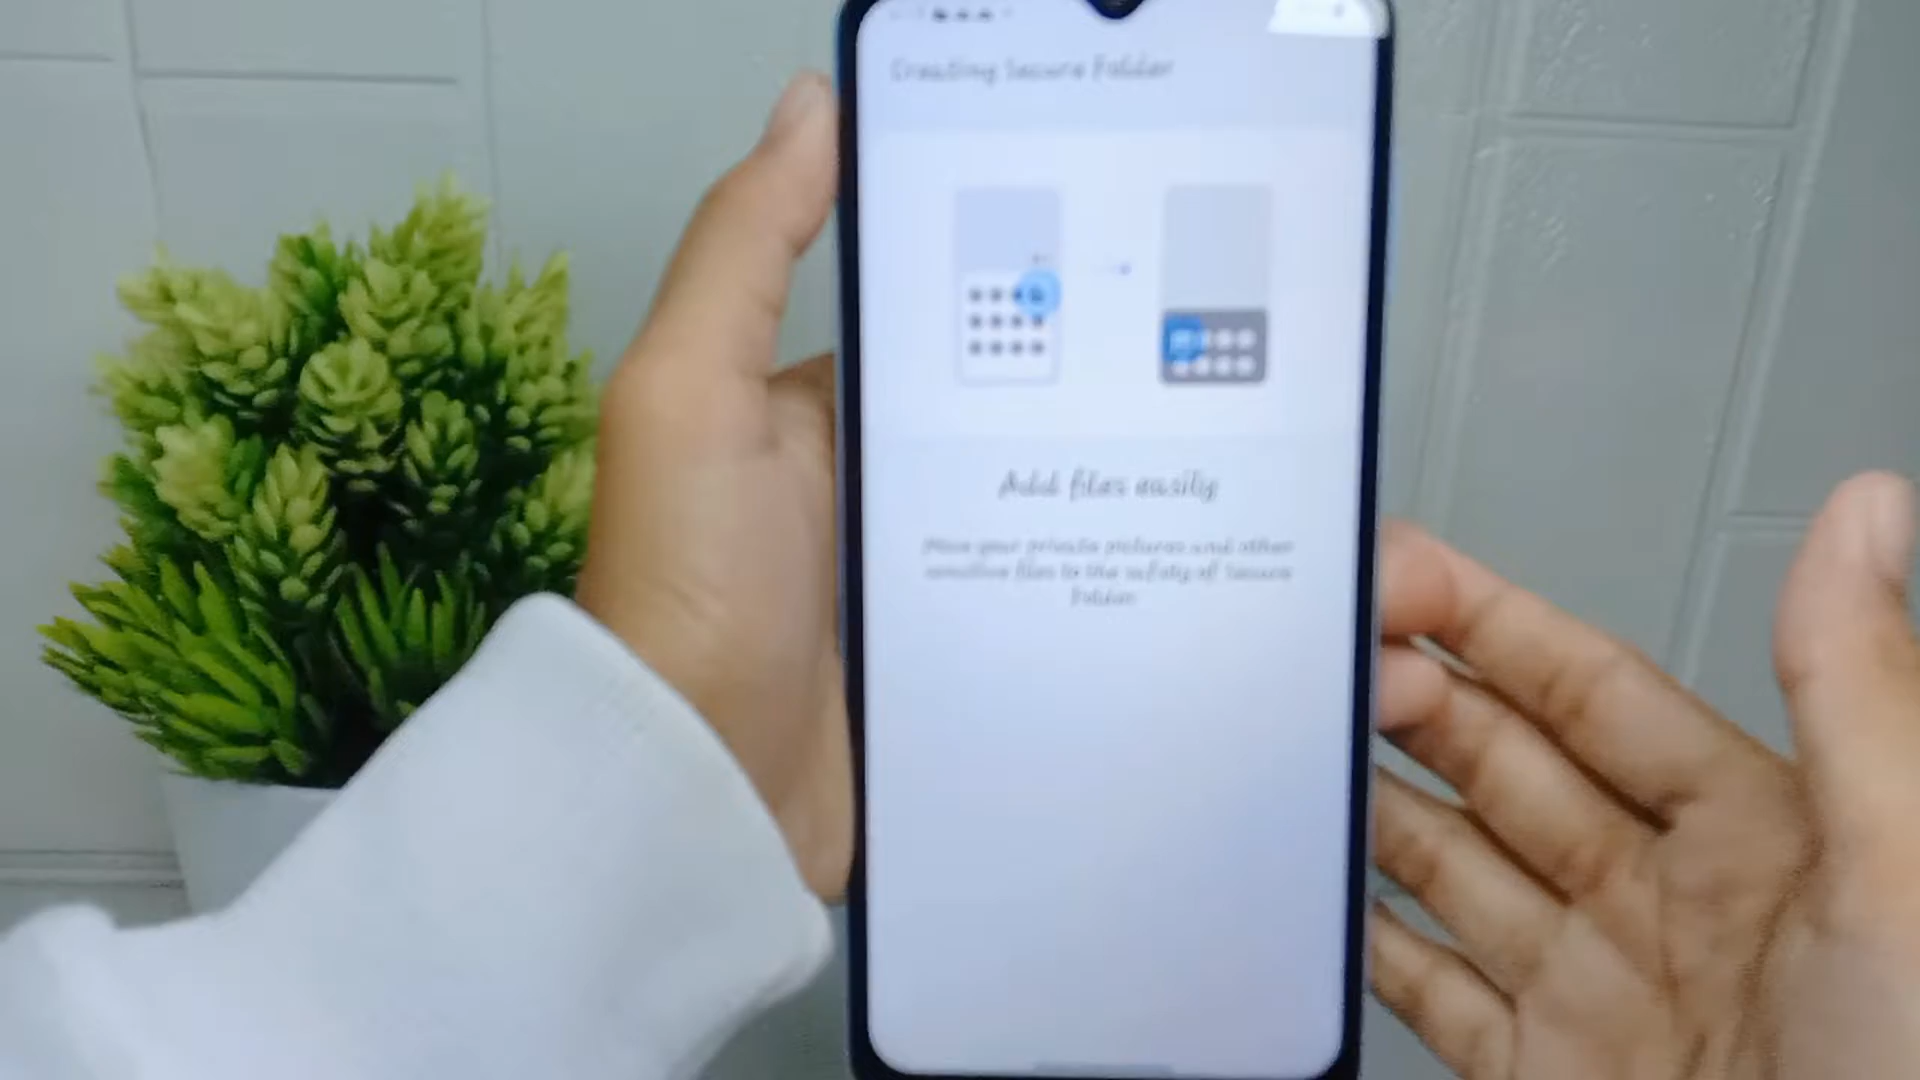 Creating Secure Folder
Add files easily
Move your private pictures and other
sensitive files to the safety of Secure
Folder.